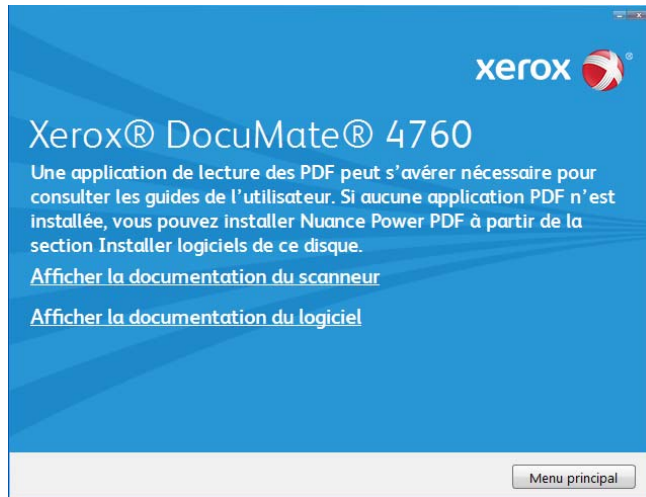 xerox
Xerox® DocuMate® 4760
Une application de lecture des PDF peut s’avérer nécessaire pour
consulter les guides de l’utilisateur. Si aucune application PDF n’est
installée, vous pouvez installer Nuance Power PDF à partir de la
section Installer logiciels de ce disque.
Afficher la documentation du scanneur
Afficher la documentation du logiciel
Menu principal